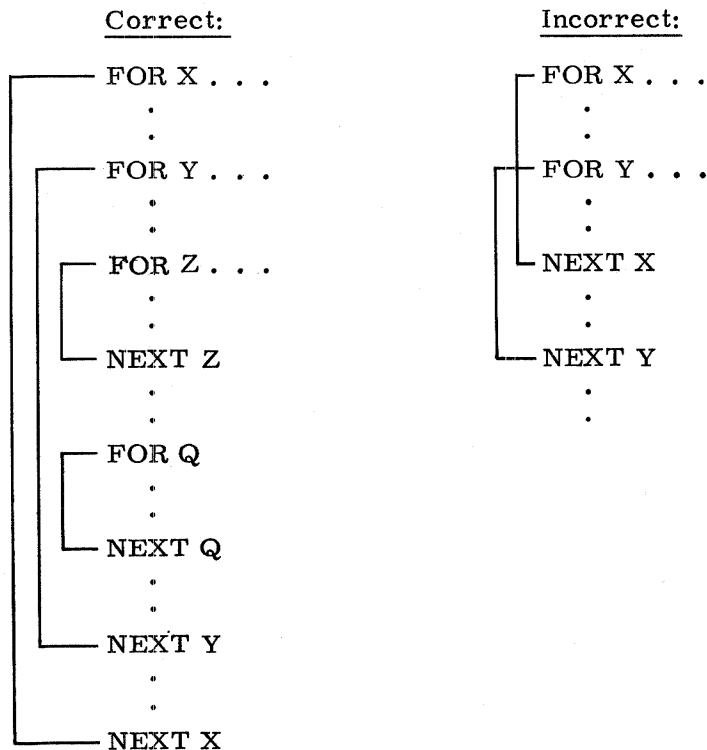 Correct:
FOR X . . .
.
.
FOR Y . . .
.
.
FOR Z . . .
.
.
NEXT Z
.
.
FOR Q
.
.
NEXT Q
.
.
NEXT Y
.
.
NEXT X
Incorrect:
FOR X . . .
.
.
FOR Y . . .
.
.
NEXT X
.
.
NEXT Y
.
.